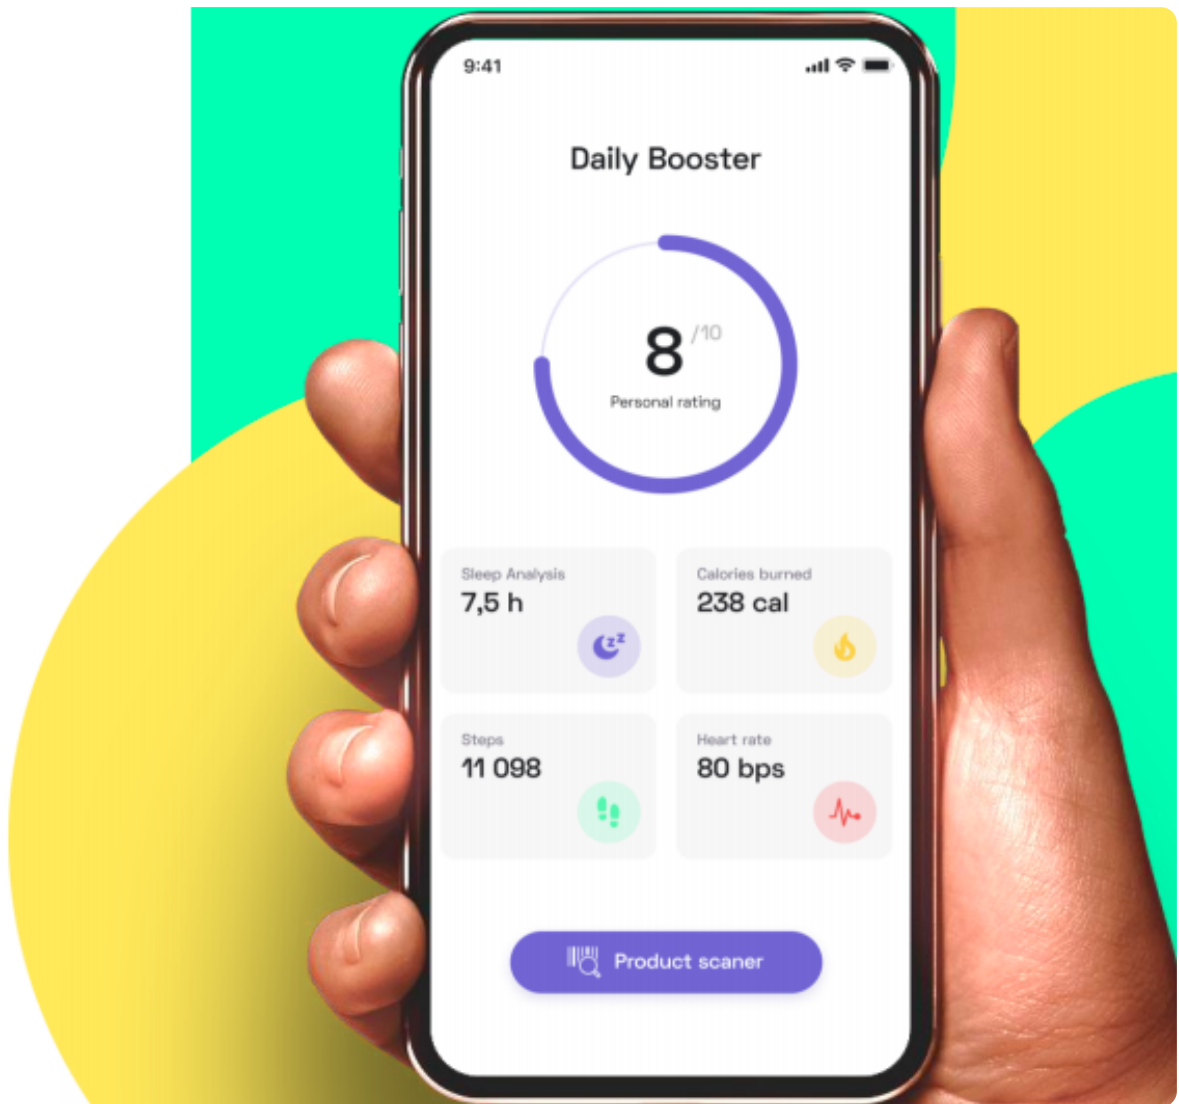 9:41
Daily Booster
8 /10
Personal rating
Sleep Analysis
7,5 h
Calories burned
238 cal
Steps
11 098
Heart rate
80 bps
Product scaner